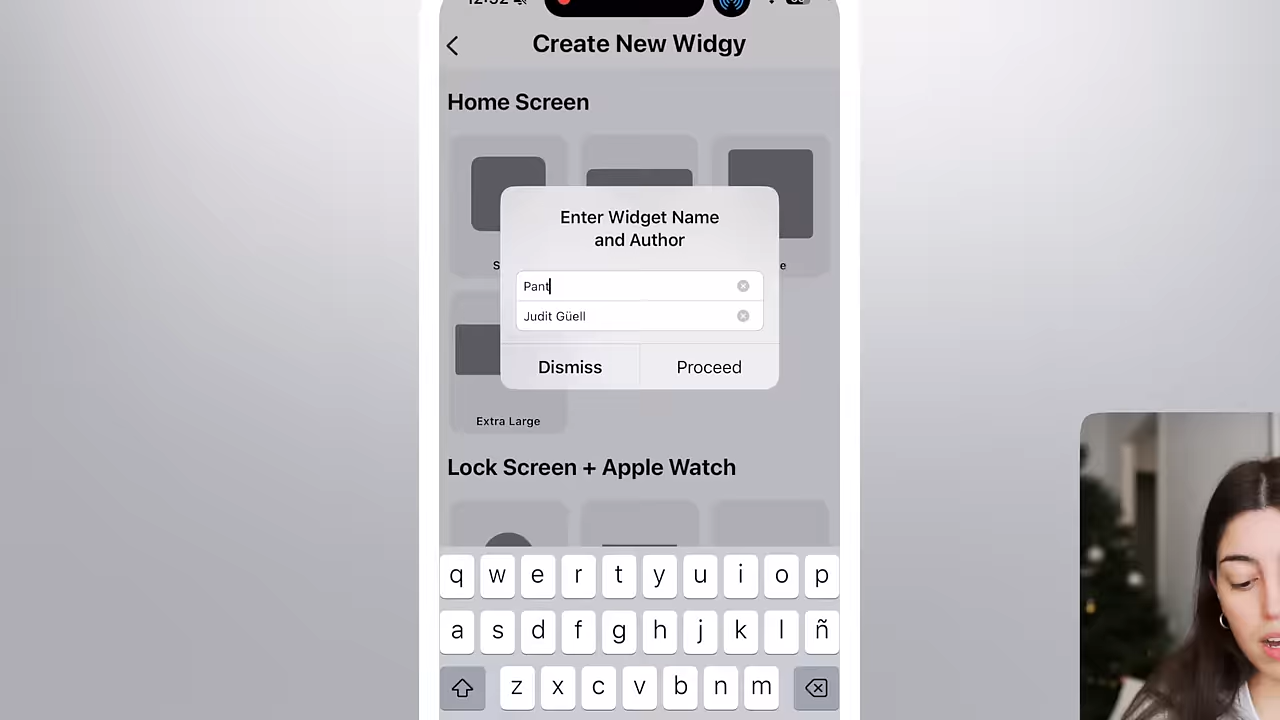 Create New Widgy
Home Screen
Enter Widget Name
and Author
Pant
Judit Güell
Dismiss
Proceed
Extra Large
Lock Screen + Apple Watch
q w e r t y u i o p
a s d f g h j k l ñ
z x c v b n m